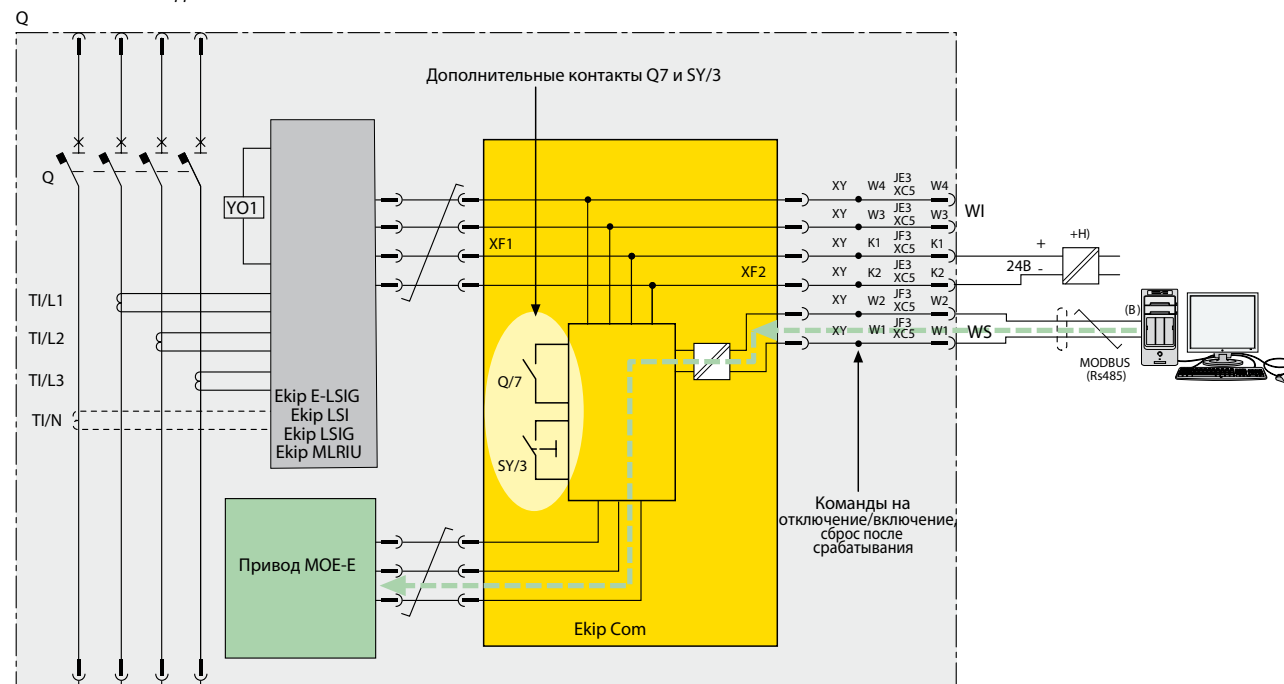 Q
Дополнительные контакты Q7 и SY/3
Q
YO1
XF1
XF2
XY W4 JE3 XC5 W4
XY W3 JE3 XC5 W3
WI
XY K1 JF3 XC5 K1
+
+H)
XY K2 JE3 XC5 K2
24В -
XY W2 JF3 XC5 W2
(B)
XY W1 JF3 XC5 W1
WS
MODBUS
(Rs485)
TI/L1
TI/L2
TI/L3
TI/N
Ekip E-LSIG
Ekip LSI
Ekip LSIG
Ekip MLRIU
Q/7
SY/3
Команды на
отключение/включение,
сброс после
срабатывания
Привод MOE-E
Ekip Com